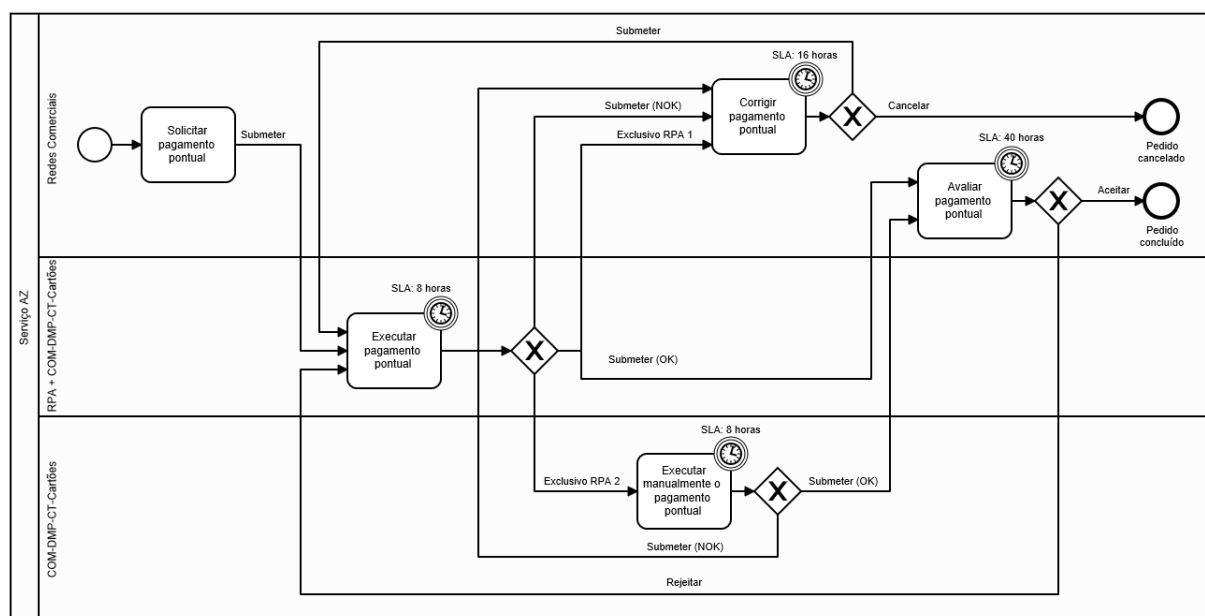 Serviço AZ
Redes Comerciais
Submeter
SLA: 16 horas
Solicitar
pagamento
pontual
Submeter
Submeter (NOK)
Exclusivo RPA 1
Corrigir
pagamento
pontual
Cancelar
Pedido
cancelado
SLA: 40 horas
Avaliar
pagamento
pontual
Aceitar
Pedido
concluído
RPA + COM-DMP-CT-Cartões
SLA: 8 horas
Executar
pagamento
pontual
Submeter (OK)
COM-DMP-CT-Cartões
SLA: 8 horas
Exclusivo RPA 2
Executar
manualmente o
pagamento
pontual
Submeter (OK)
Submeter (NOK)
Rejeitar